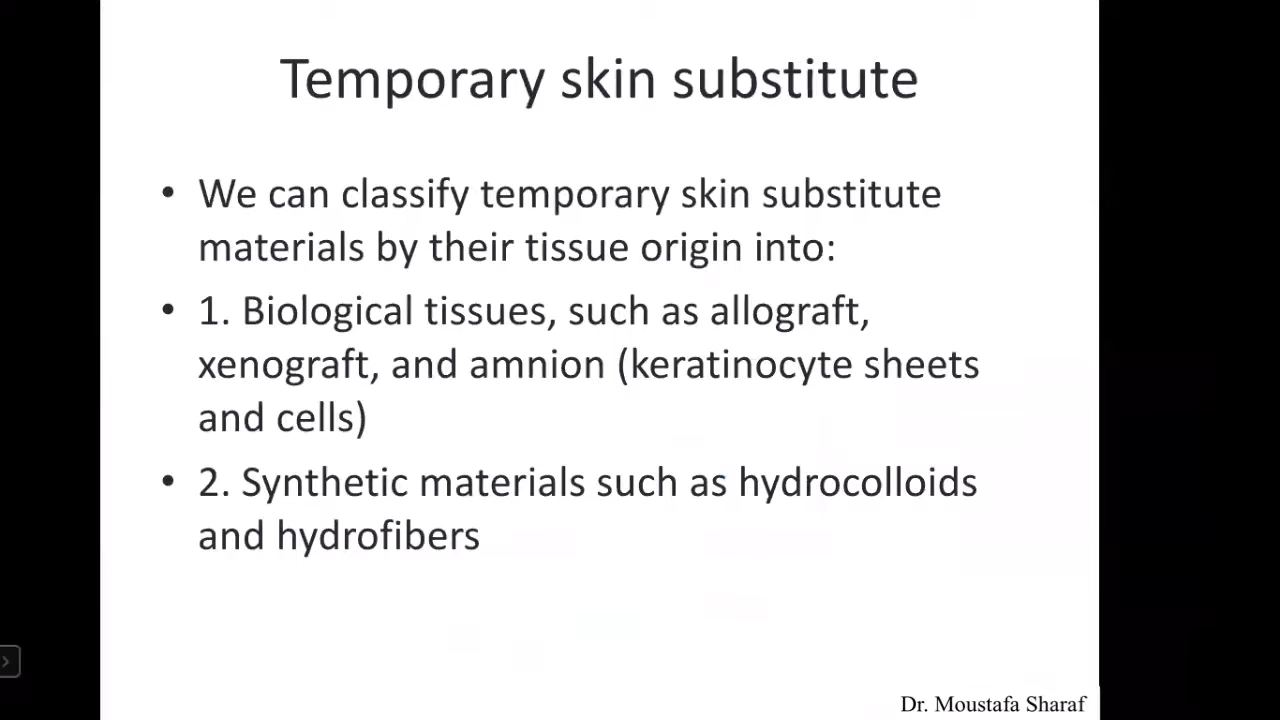 Temporary skin substitute
• We can classify temporary skin substitute
materials by their tissue origin into:
• 1. Biological tissues, such as allograft,
xenograft, and amnion (keratinocyte sheets
and cells)
• 2. Synthetic materials such as hydrocolloids
and hydrofibers
Dr. Moustafa Sharaf